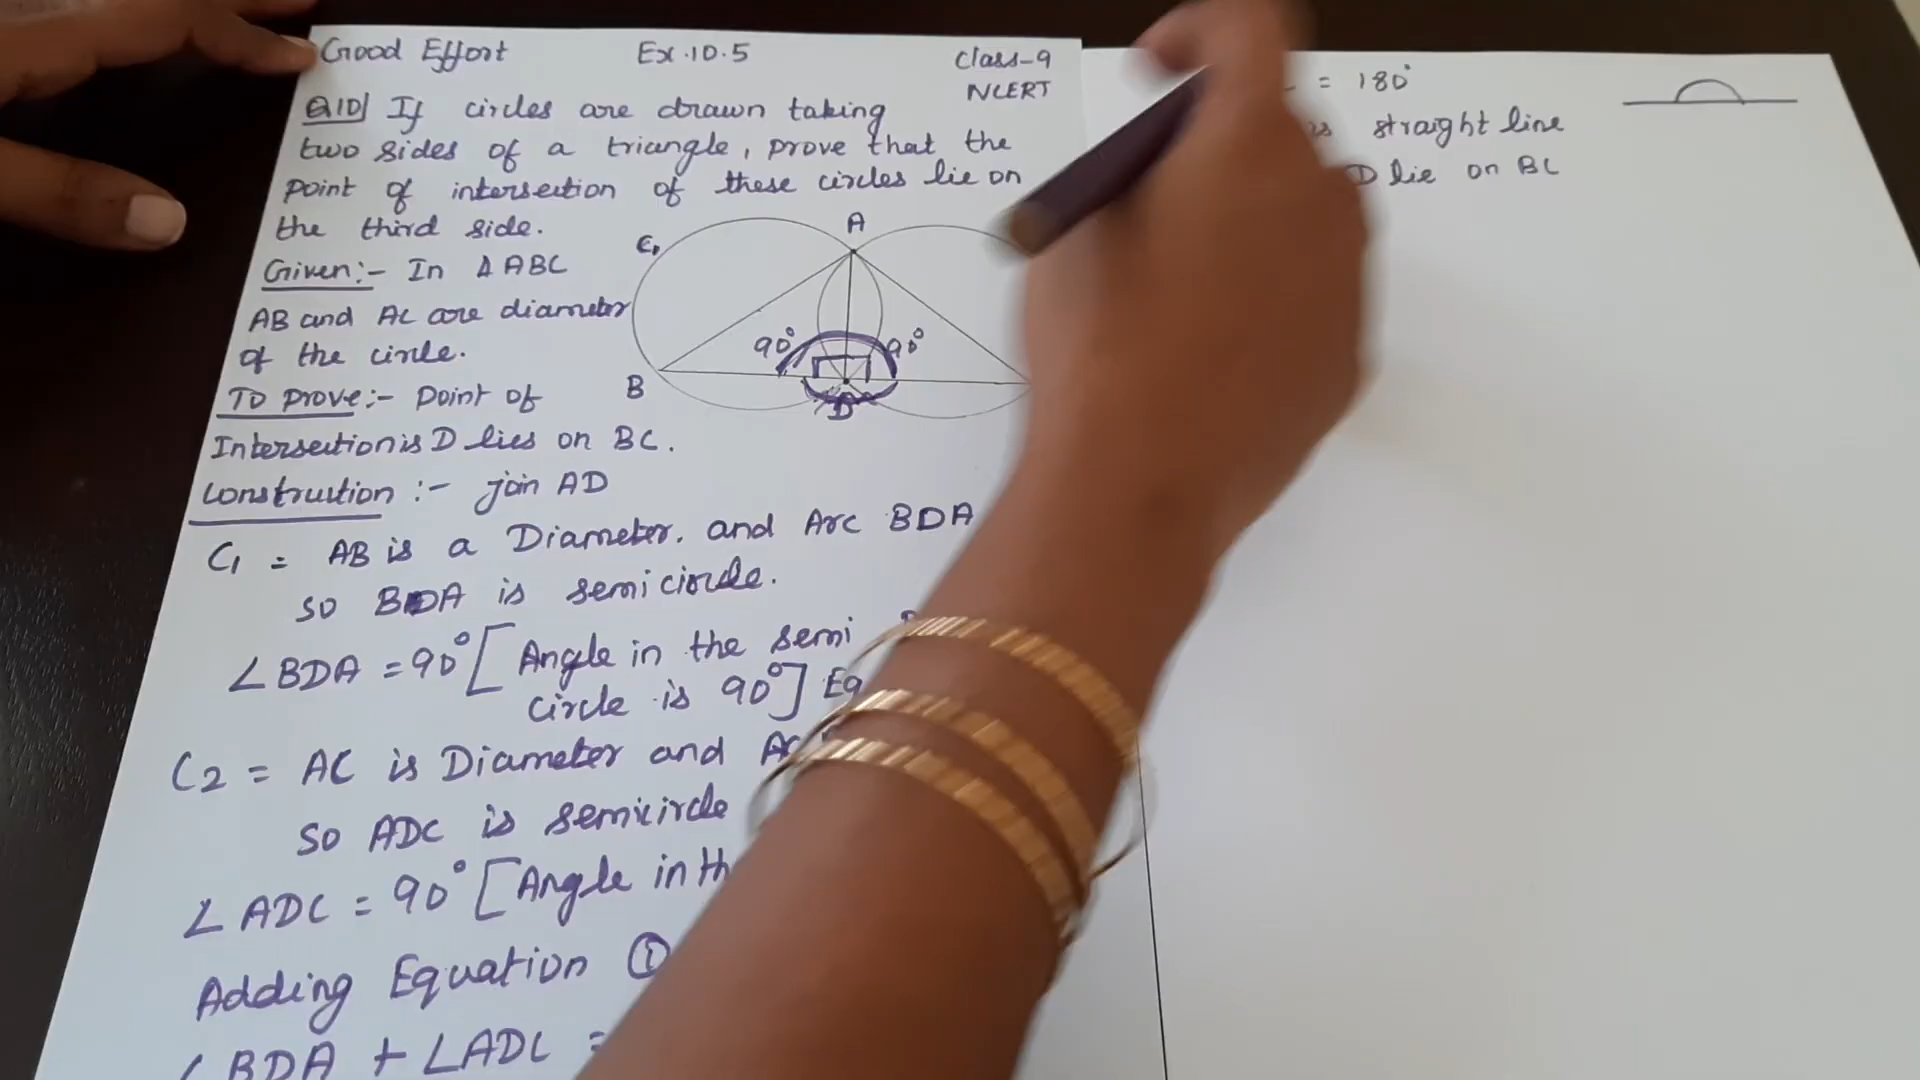 Good Effort Ex.10.5 Class-9
NCERT
Q10] If circles are drawn taking
two sides of a triangle, prove that the
point of intersection of these circles lie on
the third side.
Given:- In Δ ABC
AB and AC are diameter
of the circle.
To prove:- Point of
Intersection is D lies on BC.
Construction :- join AD
C₁ = AB is a Diameter. and Arc BDA
so BDA is semi circle.
∠BDA = 90° [Angle in the semi
circle is 90°] Eq
C2 = AC is Diameter and
so ADC is semicircle
∠ADC = 90° [Angle in th
Adding Equation ①
∠BDA + ∠ADC =
A
C₁
90° 90°
B
D
= 180°
is straight line
D lie on BC